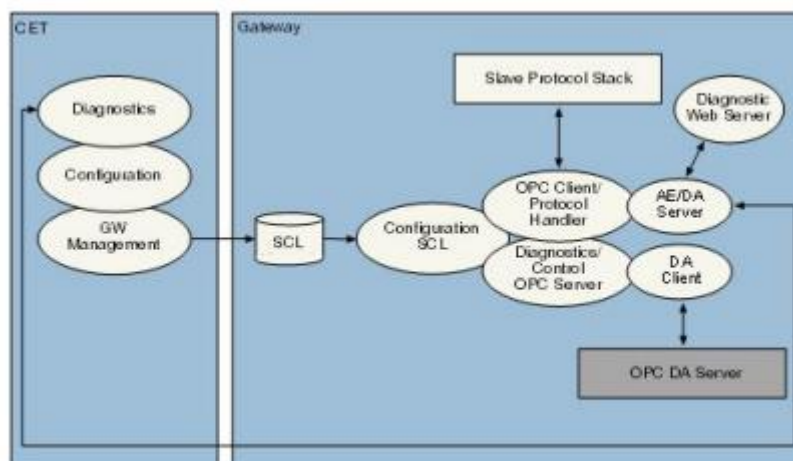 CET
Gateway
Diagnostics
Configuration
GW
Management
SCL
Configuration
SCL
Slave Protocol Stack
Diagnostic
Web Server
OPC Client/
Protocol
Handler
AE/DA
Server
Diagnostics/
Control
OPC Server
DA
Client
OPC DA Server